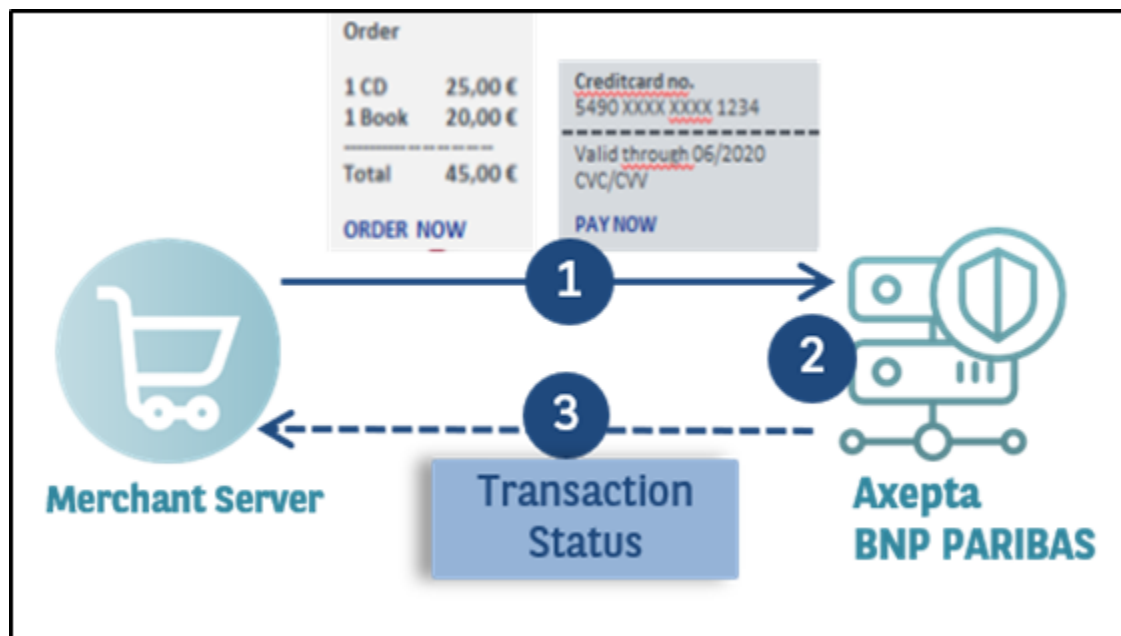 Order
1 CD 25,00 €
1 Book 20,00 €
--------------------------
Total 45,00 €
ORDER NOW
Creditcard no.
5490 XXXX XXXX 1234
Valid through 06/2020
CVC/CVV
PAY NOW
1
2
3
Merchant Server
Transaction
Status
Axepta
BNP PARIBAS